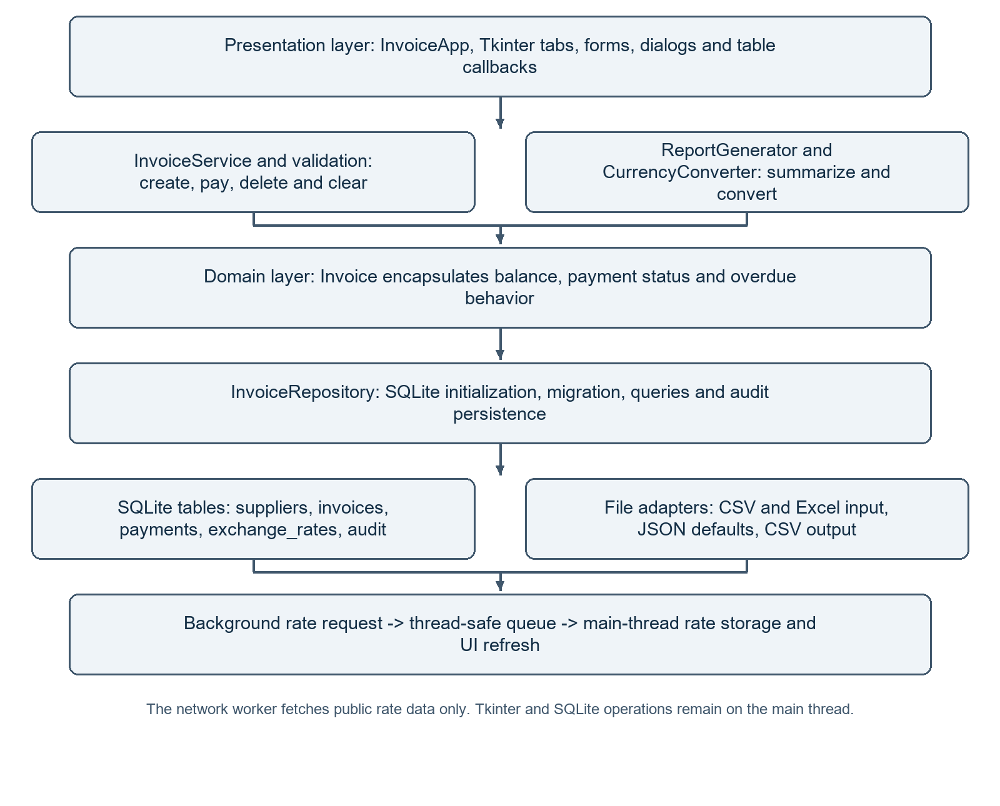 Presentation layer: InvoiceApp, Tkinter tabs, forms, dialogs and table
callbacks
InvoiceService and validation:
create, pay, delete and clear
ReportGenerator and
CurrencyConverter: summarize and
convert
Domain layer: Invoice encapsulates balance, payment status and overdue
behavior
InvoiceRepository: SQLite initialization, migration, queries and audit
persistence
SQLite tables: suppliers, invoices,
payments, exchange_rates, audit
File adapters: CSV and Excel input,
JSON defaults, CSV output
Background rate request -> thread-safe queue -> main-thread rate storage and
UI refresh
The network worker fetches public rate data only. Tkinter and SQLite operations remain on the main thread.